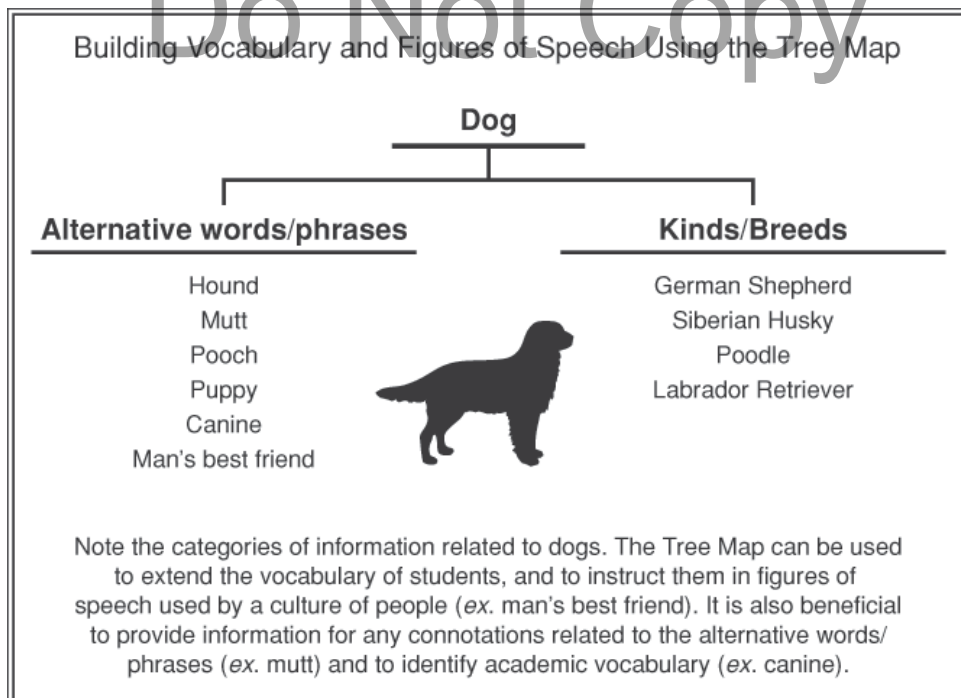 Do Not Copy
Building Vocabulary and Figures of Speech Using the Tree Map
Dog
Alternative words/phrases
Hound
Mutt
Pooch
Puppy
Canine
Man's best friend
Kinds/Breeds
German Shepherd
Siberian Husky
Poodle
Labrador Retriever
Note the categories of information related to dogs. The Tree Map can be used
to extend the vocabulary of students, and to instruct them in figures of
speech used by a culture of people (ex. man's best friend). It is also beneficial
to provide information for any connotations related to the alternative words/
phrases (ex. mutt) and to identify academic vocabulary (ex. canine).